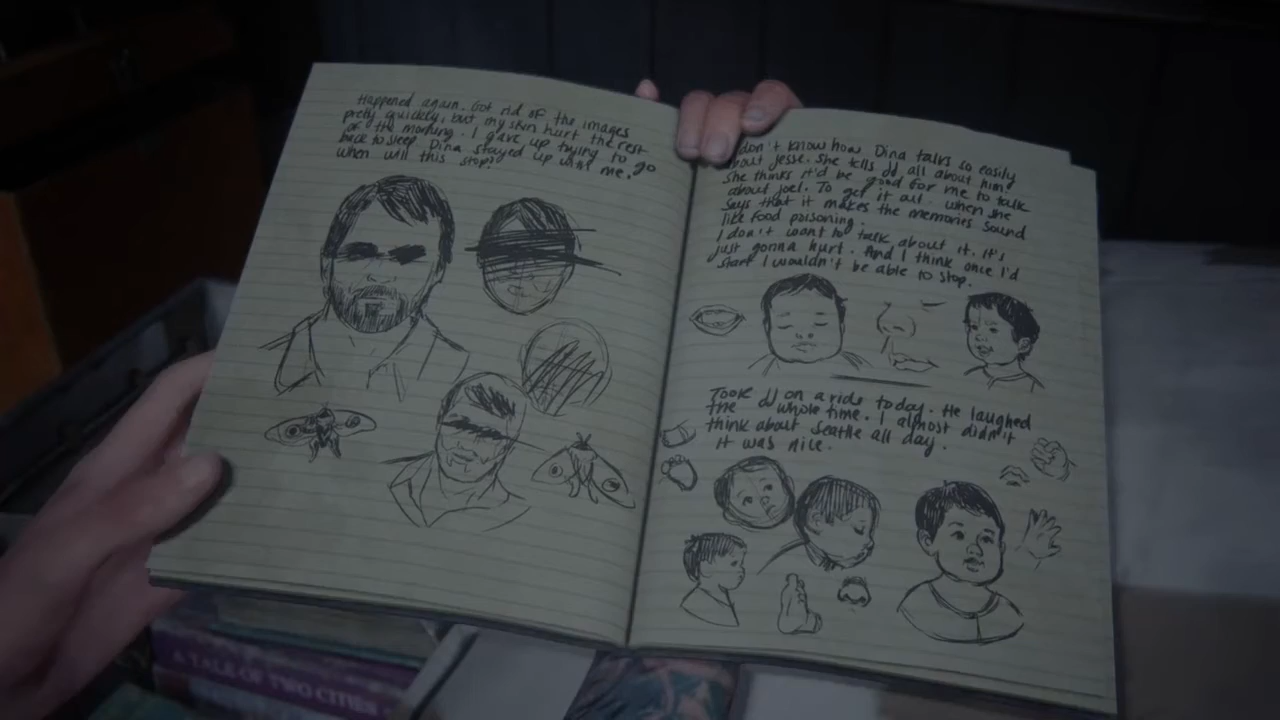 Happened again. Got rid of the images
pretty quickly, but my skin hurt the rest
of the morning. I gave up trying to go
back to sleep. Dina stayed up with me.
When will this stop?
don't know how Dina talks so easily
about Jesse. She tells JJ all about him.
She thinks it'd be good for me to talk
about Joel. To get it out. When she
says that it makes the memories sound
like food poisoning.
I don't want to talk about it. It's
just gonna hurt. And I think once I'd
start I wouldn't be able to stop.
Took JJ on a ride today. He laughed
the whole time. I almost didn't
think about Seattle all day.
It was nice.
A TALE OF TWO CITIES